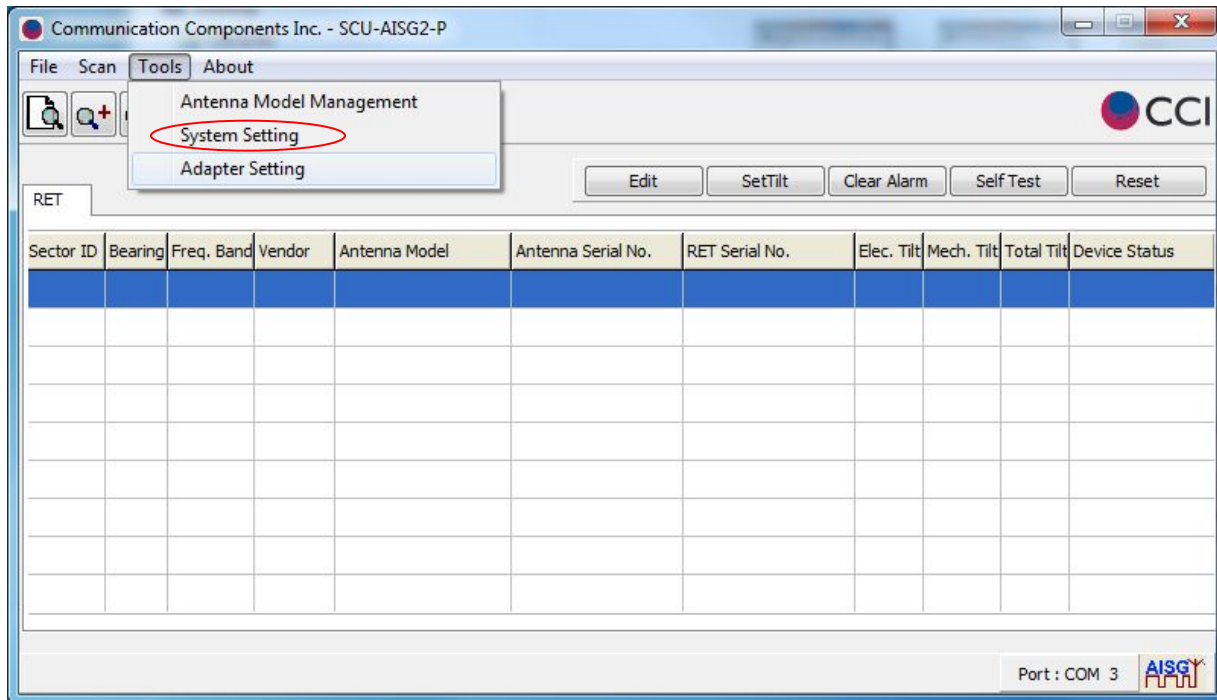 Communication Components Inc. - SCU-AISG2-P
File Scan Tools About
Antenna Model Management
System Setting
Adapter Setting
CCI
Edit SetTilt Clear Alarm Self Test Reset
RET
Sector ID Bearing Freq. Band Vendor Antenna Model Antenna Serial No. RET Serial No. Elec. Tilt Mech. Tilt Total Tilt Device Status
Port : COM 3 AISG